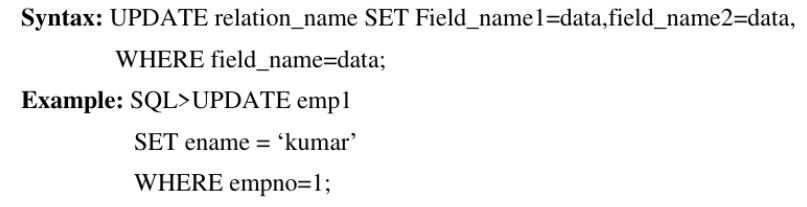 Syntax: UPDATE relation_name SET Field_name1=data,field_name2=data,
WHERE field_name=data;
Example: SQL>UPDATE emp1
SET ename = ‘kumar’
WHERE empno=1;